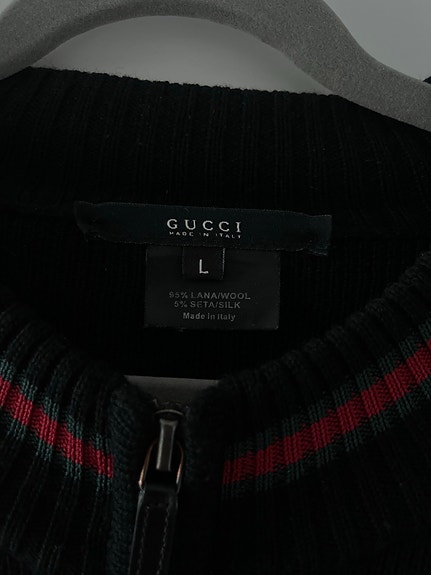 GUCCI
MADE IN ITALY
L
95% LANA/WOOL
5% SETA/SILK
Made in Italy